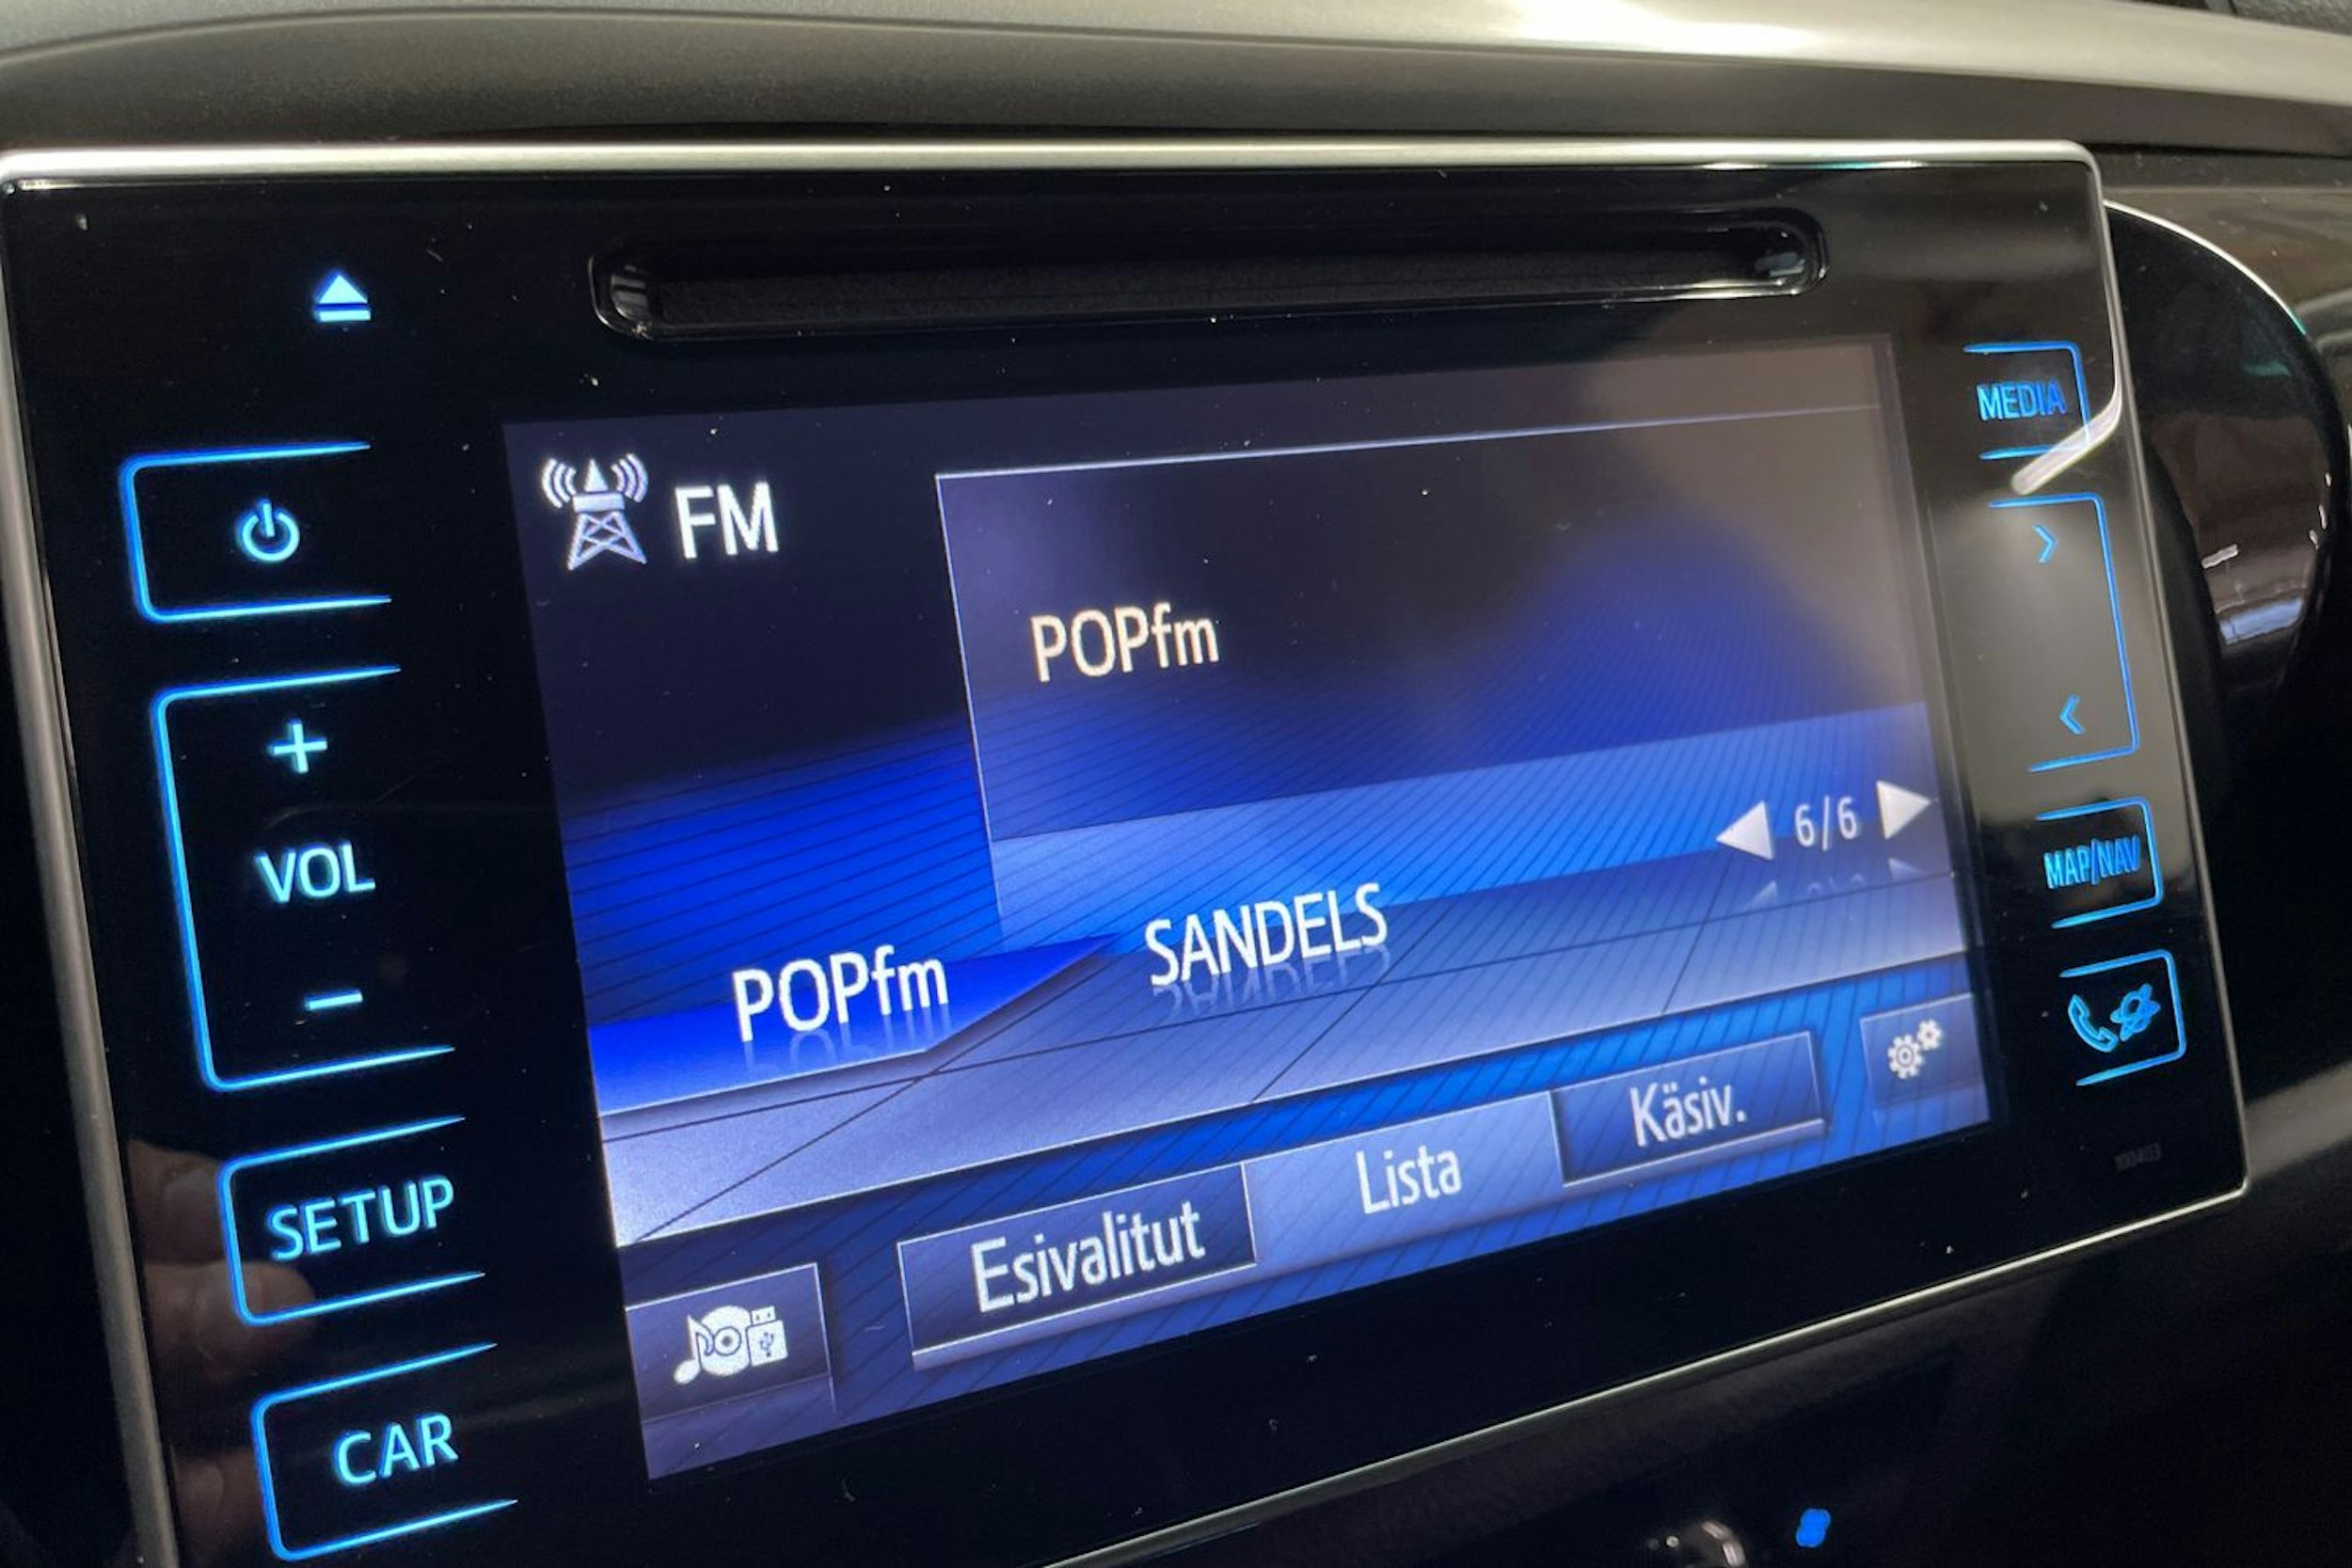 FM
POPfm
6/6
POPfm SANDELS
Esivalitut Lista Käsiv.
VOL
SETUP
CAR
MEDIA
MAP/NAV